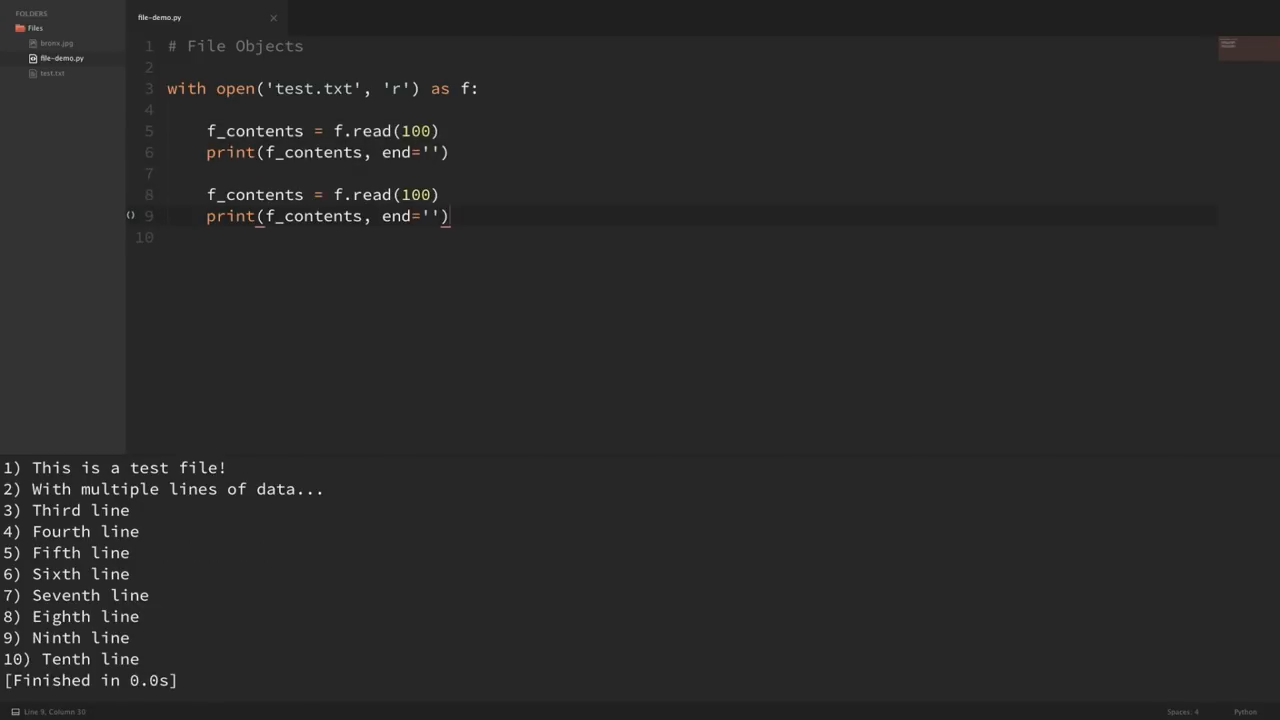 FOLDERS
Files
bronx.jpg
file-demo.py
test.txt
file-demo.py ×
1 # File Objects
2
3 with open('test.txt', 'r') as f:
4
5     f_contents = f.read(100)
6     print(f_contents, end='')
7
8     f_contents = f.read(100)
() 9     print(f_contents, end='')
10
1) This is a test file!
2) With multiple lines of data...
3) Third line
4) Fourth line
5) Fifth line
6) Sixth line
7) Seventh line
8) Eighth line
9) Ninth line
10) Tenth line
[Finished in 0.0s]
Line 9, Column 30 Spaces: 4 Python